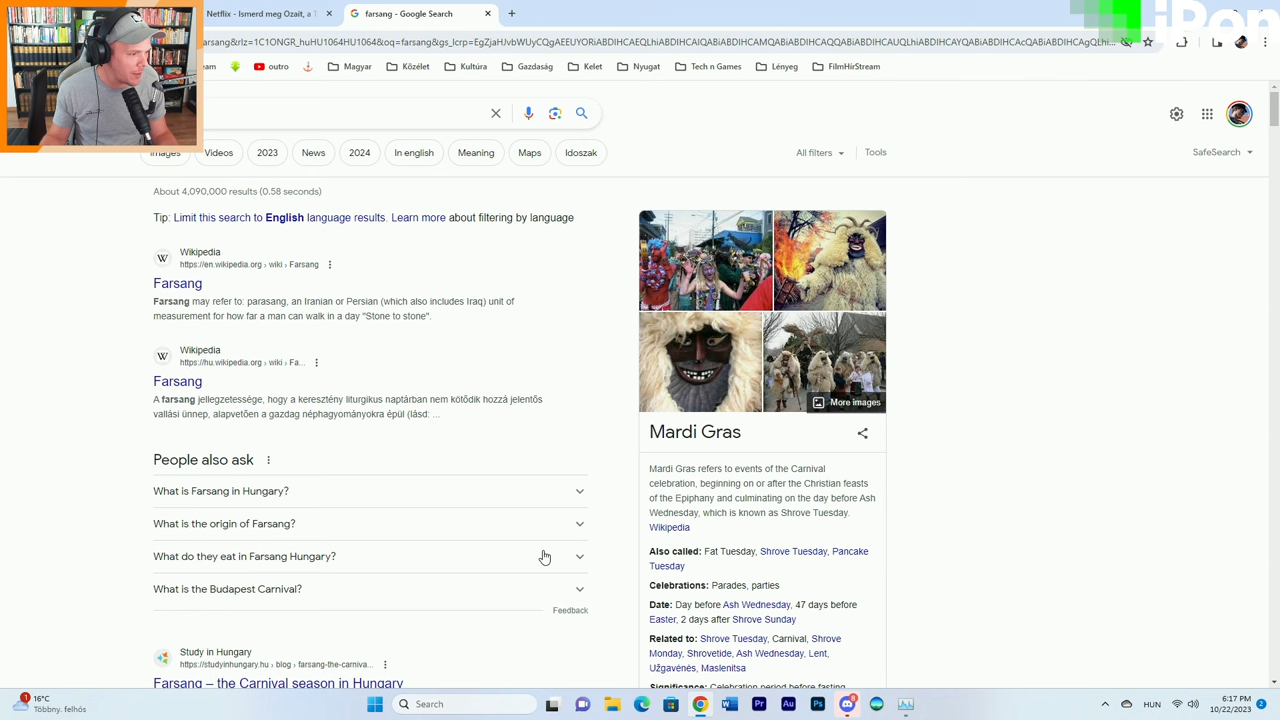 Netflix - Ismerd meg Ozait, a T
farsang - Google Search
outro
Magyar
Közélet
Kultúra
Gazdaság
Kelet
Nyugat
Tech n Games
Lényeg
FilmHírStream
Images
Videos
2023
News
2024
In english
Meaning
Maps
Idoszak
All filters
Tools
SafeSearch
About 4,090,000 results (0.58 seconds)
Tip: Limit this search to English language results. Learn more about filtering by language
Wikipedia
https://en.wikipedia.org › wiki › Farsang
Farsang
Farsang may refer to: parasang, an Iranian or Persian (which also includes Iraq) unit of
measurement for how far a man can walk in a day "Stone to stone".
Wikipedia
https://hu.wikipedia.org › wiki › Fa...
Farsang
A farsang jellegzetessége, hogy a keresztény liturgikus naptárban nem kötődik hozzá jelentős
vallási ünnep, alapvetően a gazdag néphagyományokra épül (lásd: ...
People also ask
What is Farsang in Hungary?
What is the origin of Farsang?
What do they eat in Farsang Hungary?
What is the Budapest Carnival?
Feedback
Study in Hungary
https://studyinhungary.hu › blog › farsang-the-carniva...
Farsang – the Carnival season in Hungary
More images
Mardi Gras
Mardi Gras refers to events of the Carnival
celebration, beginning on or after the Christian feasts
of the Epiphany and culminating on the day before Ash
Wednesday, which is known as Shrove Tuesday.
Wikipedia
Also called: Fat Tuesday, Shrove Tuesday, Pancake
Tuesday
Celebrations: Parades, parties
Date: Day before Ash Wednesday, 47 days before
Easter, 2 days after Shrove Sunday
Related to: Shrove Tuesday, Carnival, Shrove
Monday, Shrovetide, Ash Wednesday, Lent,
Užgavėnės, Maslenitsa
Significance: Celebration period before fasting
16°C
Többny. felhős
Search
HUN
6:17 PM
10/22/2023